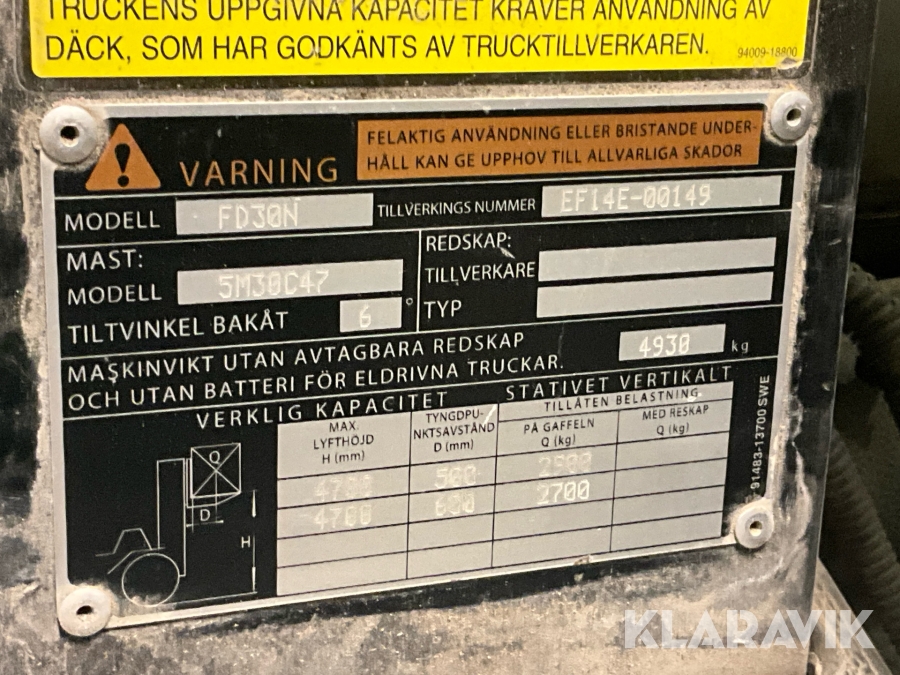 TRUCKENS UPPGIVNA KAPACITET KRÄVER ANVÄNDNING AV
DÄCK, SOM HAR GODKÄNTS AV TRUCKTILLVERKAREN.
94009-18800
VARNING
FELAKTIG ANVÄNDNING ELLER BRISTANDE UNDER-
HÅLL KAN GE UPPHOV TILL ALLVARLIGA SKADOR
MODELL FD30N TILLVERKINGS NUMMER EF14E-00149
MAST:
MODELL 5M30C47
TILTVINKEL BAKÅT 6 °
REDSKAP:
TILLVERKARE
TYP
MASKINVIKT UTAN AVTAGBARA REDSKAP
OCH UTAN BATTERI FÖR ELDRIVNA TRUCKAR. 4930 kg
VERKLIG KAPACITET STATIVET VERTIKALT
MAX. LYFTHÖJD H (mm)
TYNGDPU-NKTSAVSTÅND D (mm)
TILLÅTEN BELASTNING
PÅ GAFFELN Q (kg)
MED RESKAP Q (kg)
4700 500
4700 600 2700
Q
D
H
91483-13700 SWE
KLARAVIK